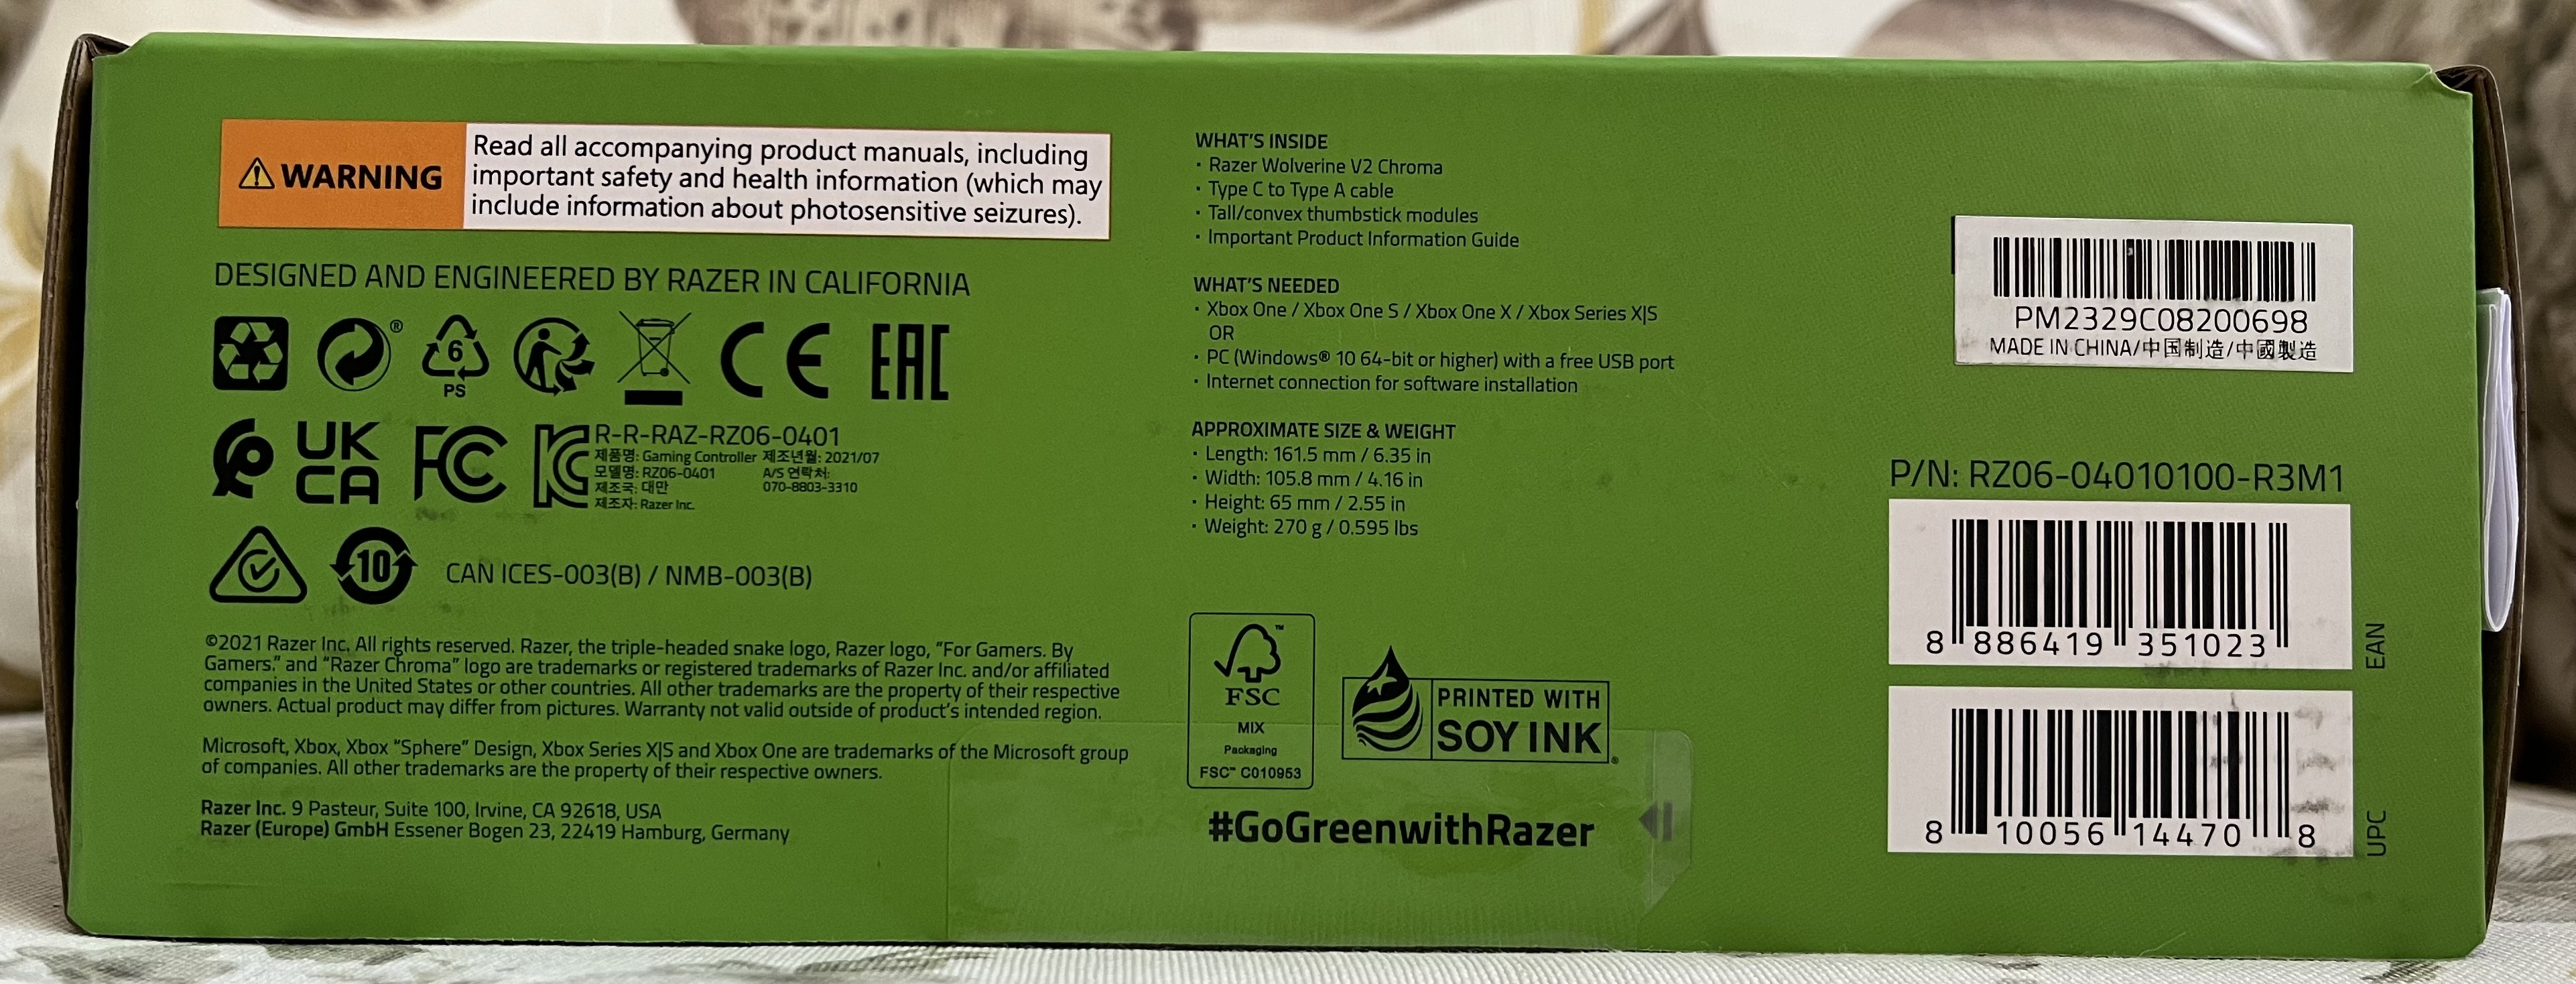 WARNING
Read all accompanying product manuals, including
important safety and health information (which may
include information about photosensitive seizures).
DESIGNED AND ENGINEERED BY RAZER IN CALIFORNIA
®
6
PS
CE
EAC
UK
CA
FC
R-R-RAZ-RZ06-0401
제품명: Gaming Controller 제조년월: 2021/07
모델명: RZ06-0401 A/S 연락처:
제조국: 대만 070-8803-3310
제조자: Razer Inc.
10
CAN ICES-003(B) / NMB-003(B)
©2021 Razer Inc. All rights reserved. Razer, the triple-headed snake logo, Razer logo, “For Gamers. By
Gamers.” and “Razer Chroma” logo are trademarks or registered trademarks of Razer Inc. and/or affiliated
companies in the United States or other countries. All other trademarks are the property of their respective
owners. Actual product may differ from pictures. Warranty not valid outside of product’s intended region.
Microsoft, Xbox, Xbox “Sphere” Design, Xbox Series X|S and Xbox One are trademarks of the Microsoft group
of companies. All other trademarks are the property of their respective owners.
Razer Inc. 9 Pasteur, Suite 100, Irvine, CA 92618, USA
Razer (Europe) GmbH Essener Bogen 23, 22419 Hamburg, Germany
WHAT’S INSIDE
· Razer Wolverine V2 Chroma
· Type C to Type A cable
· Tall/convex thumbstick modules
· Important Product Information Guide
WHAT’S NEEDED
· Xbox One / Xbox One S / Xbox One X / Xbox Series X|S
OR
· PC (Windows® 10 64-bit or higher) with a free USB port
· Internet connection for software installation
APPROXIMATE SIZE & WEIGHT
· Length: 161.5 mm / 6.35 in
· Width: 105.8 mm / 4.16 in
· Height: 65 mm / 2.55 in
· Weight: 270 g / 0.595 lbs
™
FSC
MIX
Packaging
FSC™ C010953
PRINTED WITH
SOY INK®
#GoGreenwithRazer
PM2329C08200698
MADE IN CHINA/中国制造/中國製造
P/N: RZ06-04010100-R3M1
8 886419 351023
EAN
8 10056 14470 8
UPC